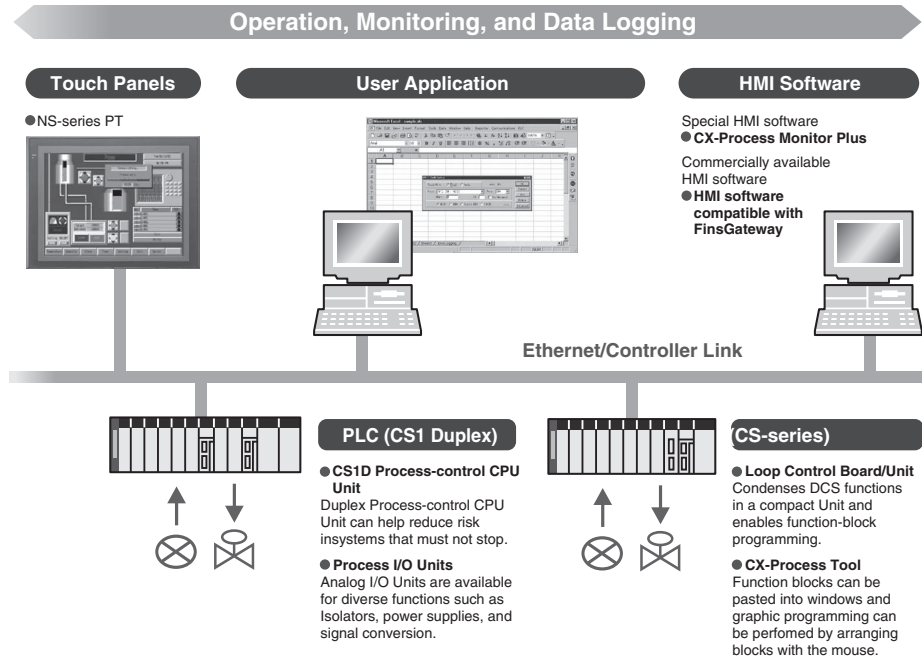 Operation, Monitoring, and Data Logging
Touch Panels
●NS-series PT
User Application
HMI Software
Special HMI software
●CX-Process Monitor Plus
Commercially available
HMI software
●HMI software
compatible with
FinsGateway
Ethernet/Controller Link
PLC (CS1 Duplex)
●CS1D Process-control CPU
Unit
Duplex Process-control CPU
Unit can help reduce risk
insystems that must not stop.
●Process I/O Units
Analog I/O Units are available
for diverse functions such as
Isolators, power supplies, and
signal conversion.
(CS-series)
●Loop Control Board/Unit
Condenses DCS functions
in a compact Unit and
enables function-block
programming.
●CX-Process Tool
Function blocks can be
pasted into windows and
graphic programming can
be perfomed by arranging
blocks with the mouse.